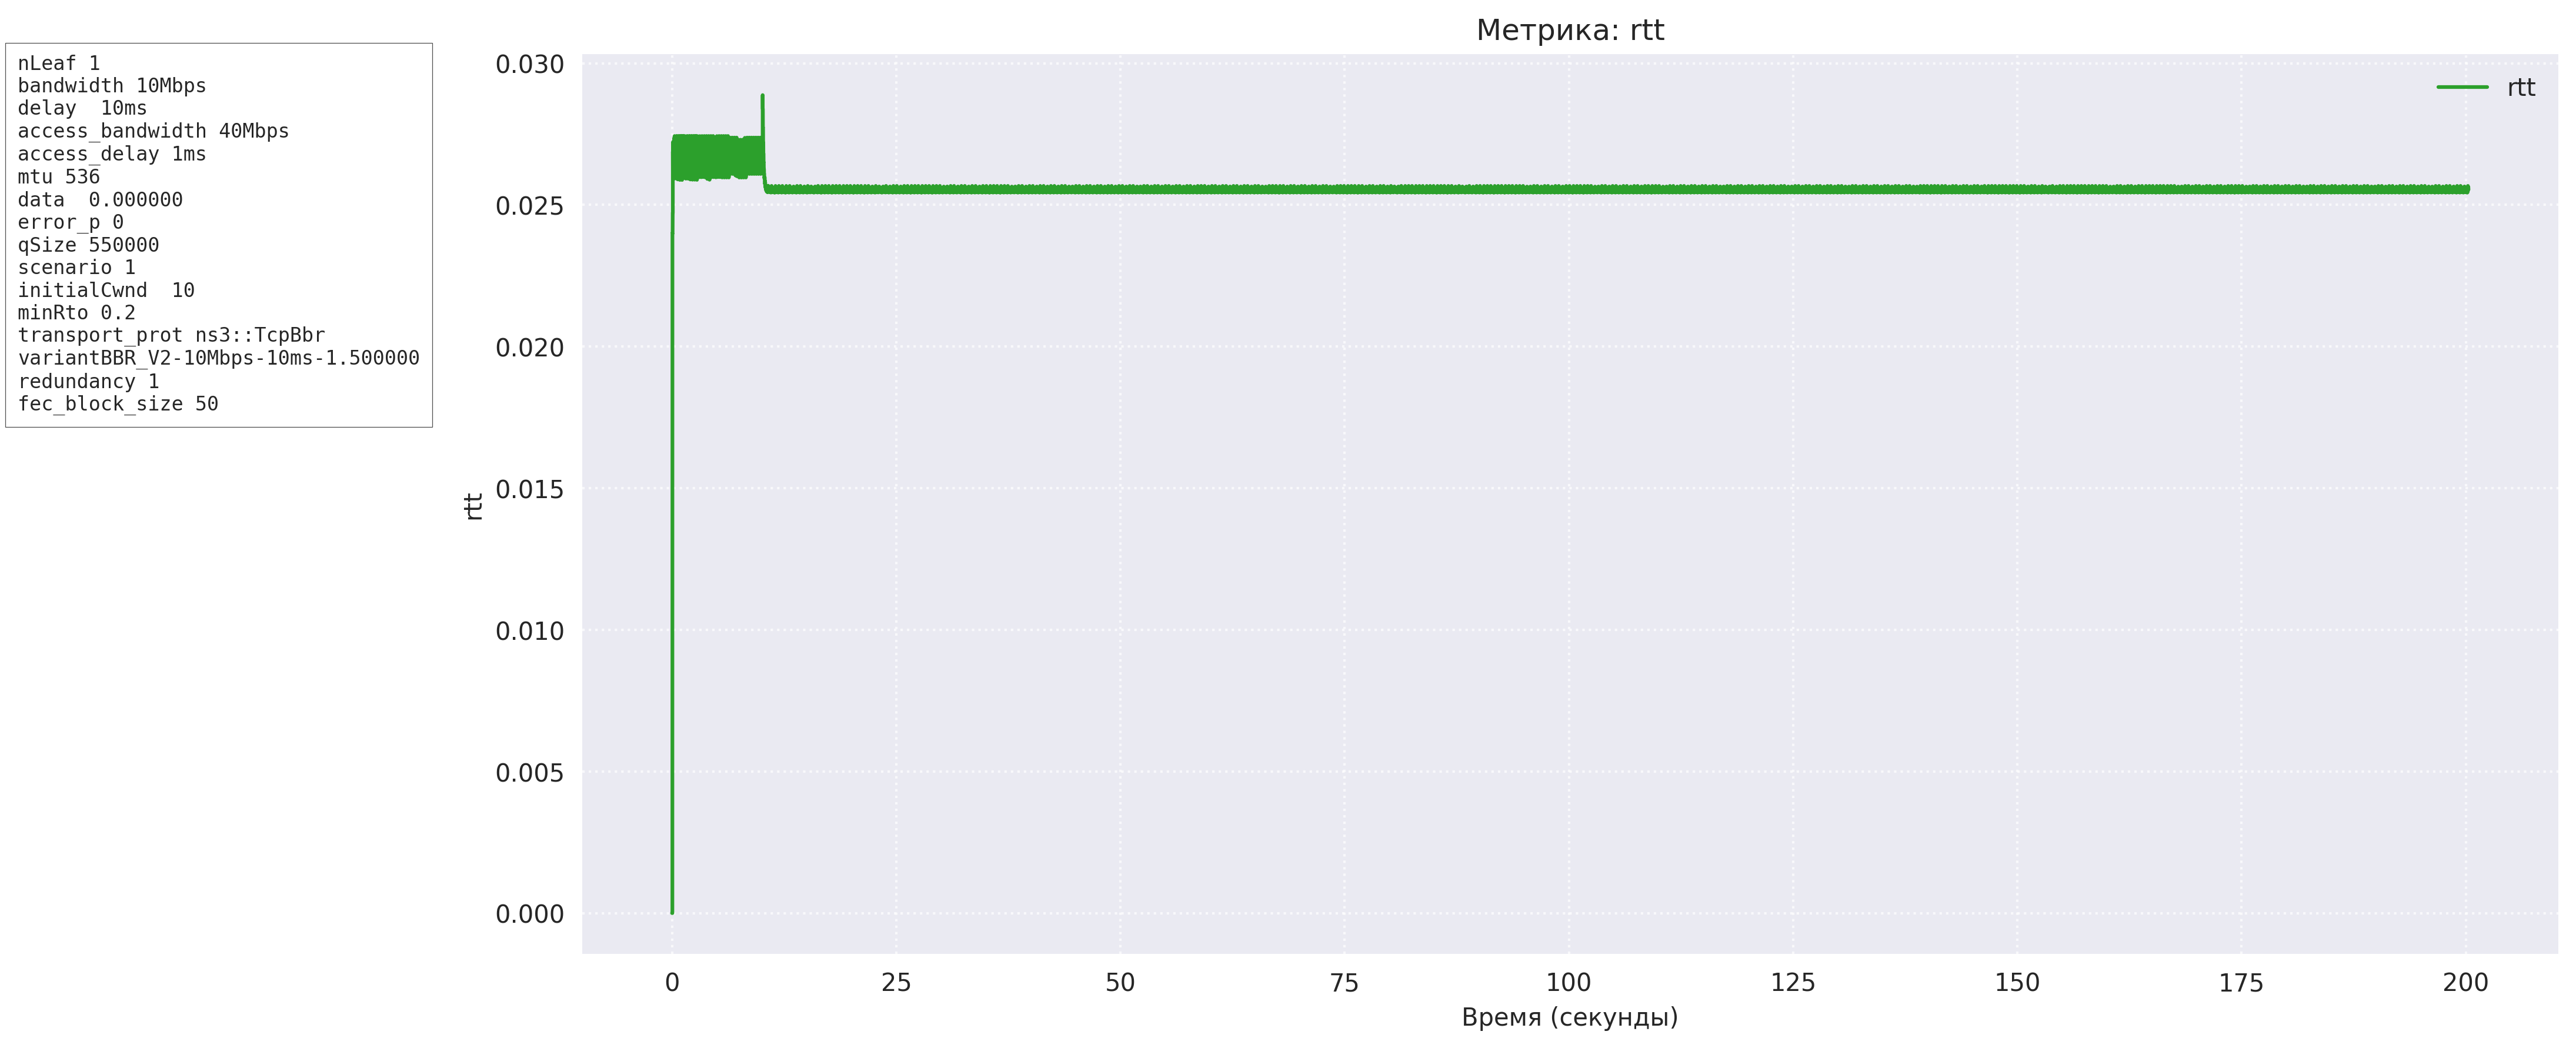 Метрика: rtt
nLeaf 1
bandwidth 10Mbps
delay  10ms
access_bandwidth 40Mbps
access_delay 1ms
mtu 536
data  0.000000
error_p 0
qSize 550000
scenario 1
initialCwnd  10
minRto 0.2
transport_prot ns3::TcpBbr
variantBBR_V2-10Mbps-10ms-1.500000
redundancy 1
fec_block_size 50
rtt
0.030
0.025
0.020
0.015
0.010
0.005
0.000
rtt
0
25
50
75
100
125
150
175
200
Время (секунды)